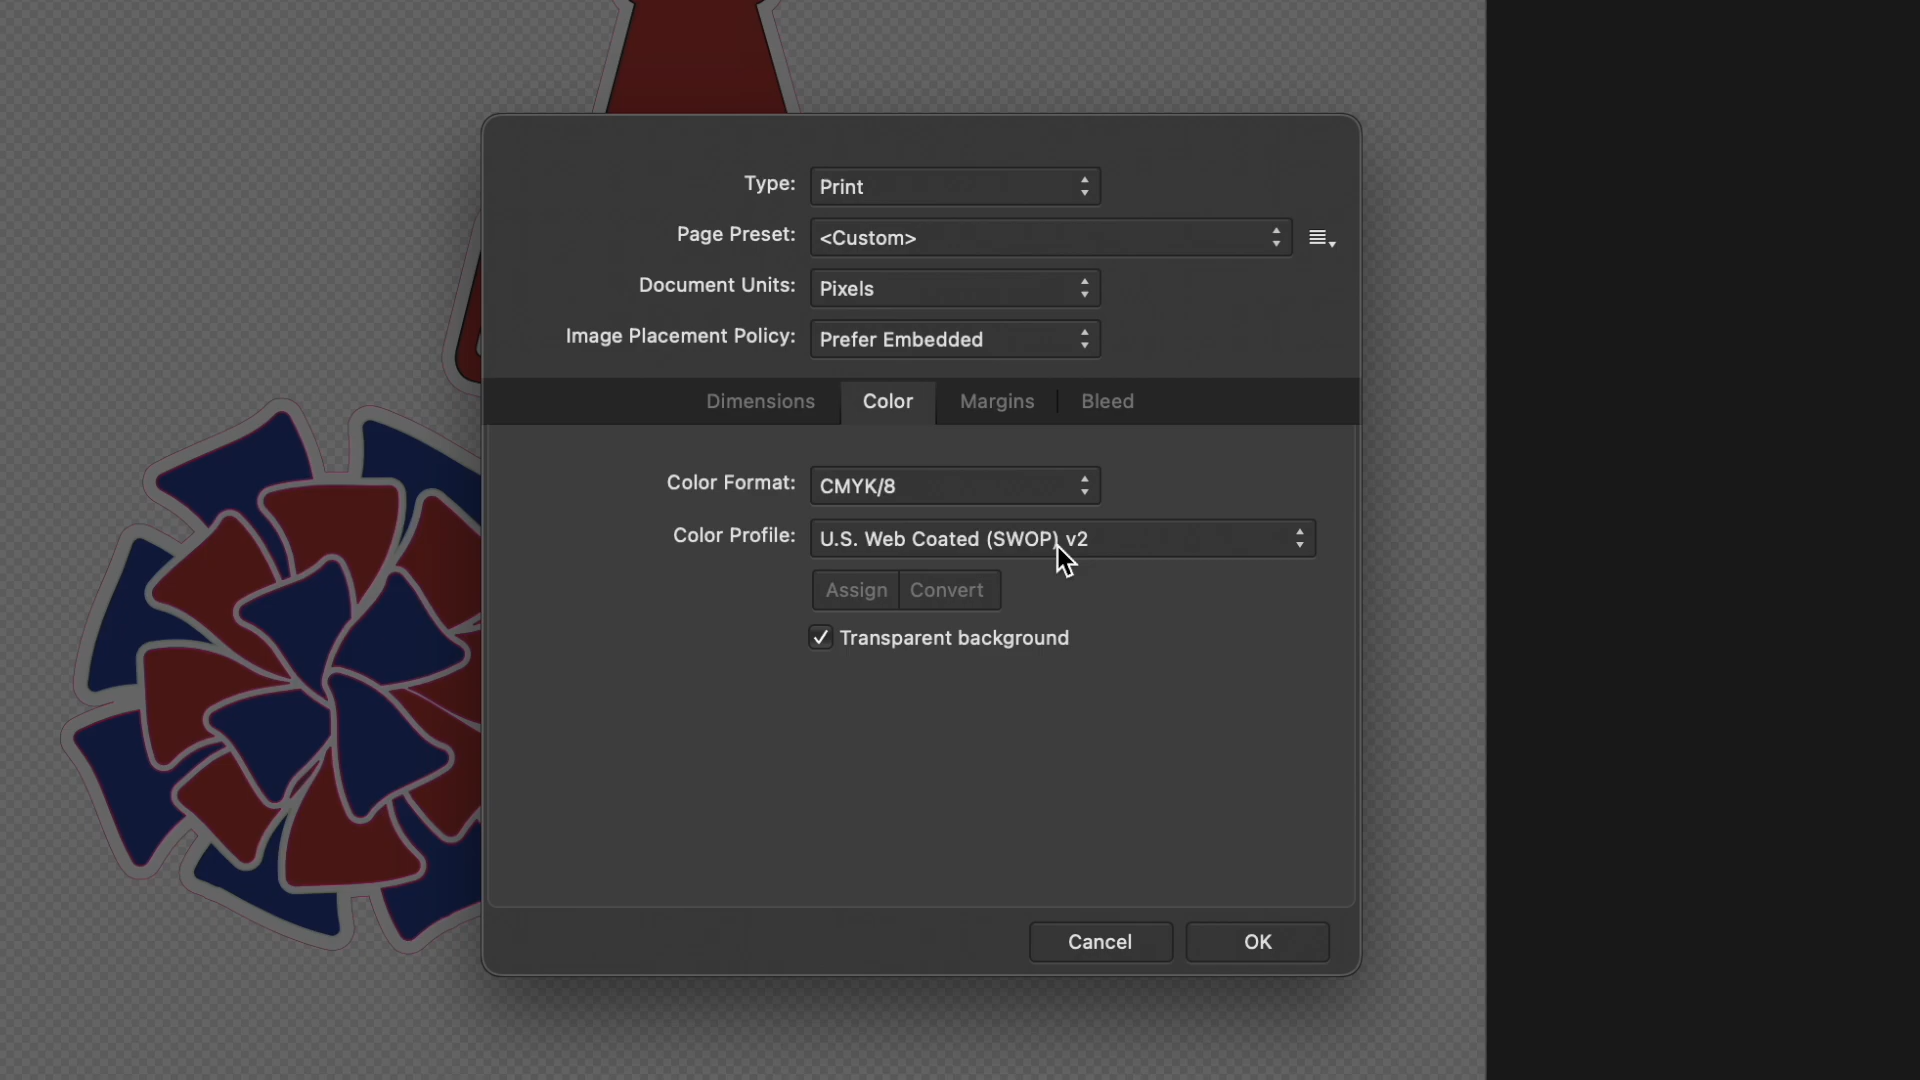 Type: Print
Page Preset: <Custom>
Document Units: Pixels
Image Placement Policy: Prefer Embedded
Dimensions Color Margins Bleed
Color Format: CMYK/8
Color Profile: U.S. Web Coated (SWOP) v2
Assign Convert
Transparent background
Cancel OK